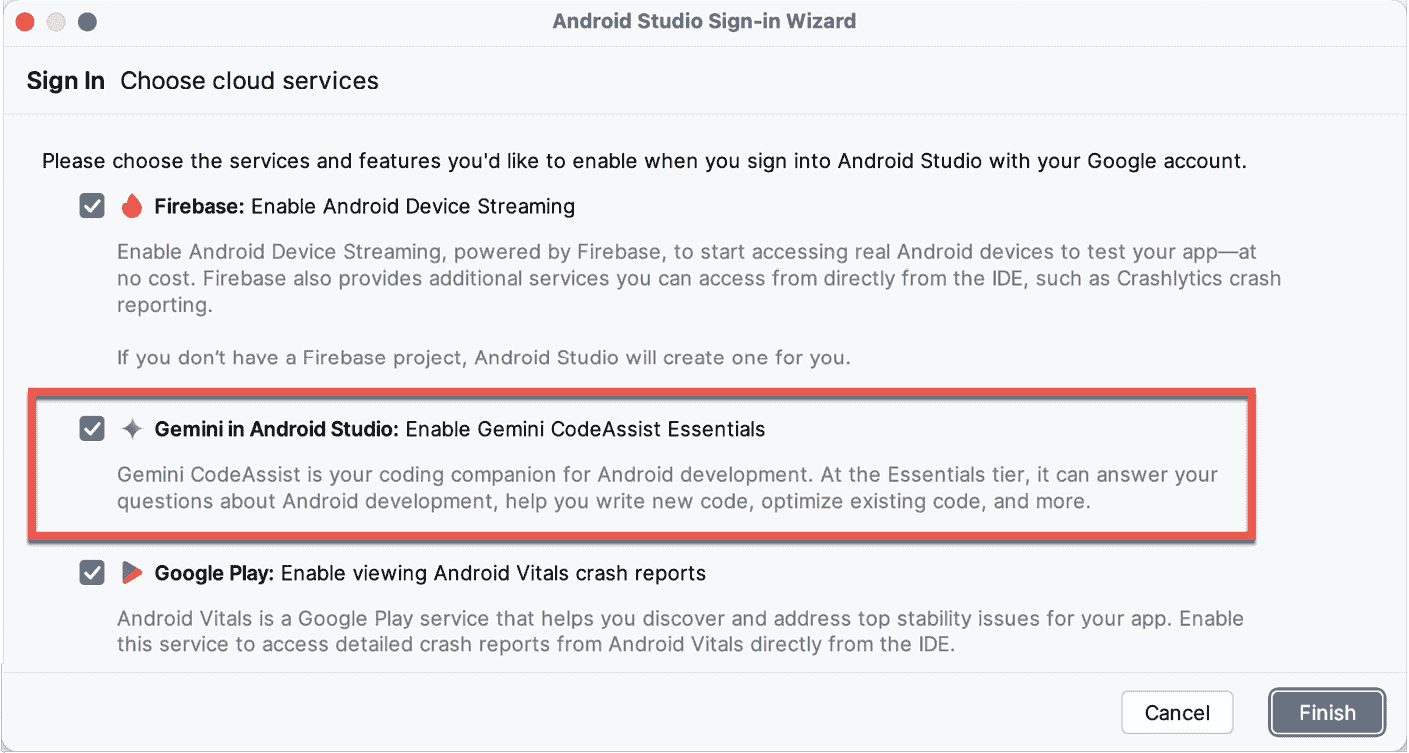 Android Studio Sign-in Wizard
Sign In Choose cloud services
Please choose the services and features you'd like to enable when you sign into Android Studio with your Google account.
Firebase: Enable Android Device Streaming
Enable Android Device Streaming, powered by Firebase, to start accessing real Android devices to test your app—at
no cost. Firebase also provides additional services you can access from directly from the IDE, such as Crashlytics crash
reporting.
If you don’t have a Firebase project, Android Studio will create one for you.
Gemini in Android Studio: Enable Gemini CodeAssist Essentials
Gemini CodeAssist is your coding companion for Android development. At the Essentials tier, it can answer your
questions about Android development, help you write new code, optimize existing code, and more.
Google Play: Enable viewing Android Vitals crash reports
Android Vitals is a Google Play service that helps you discover and address top stability issues for your app. Enable
this service to access detailed crash reports from Android Vitals directly from the IDE.
Cancel Finish